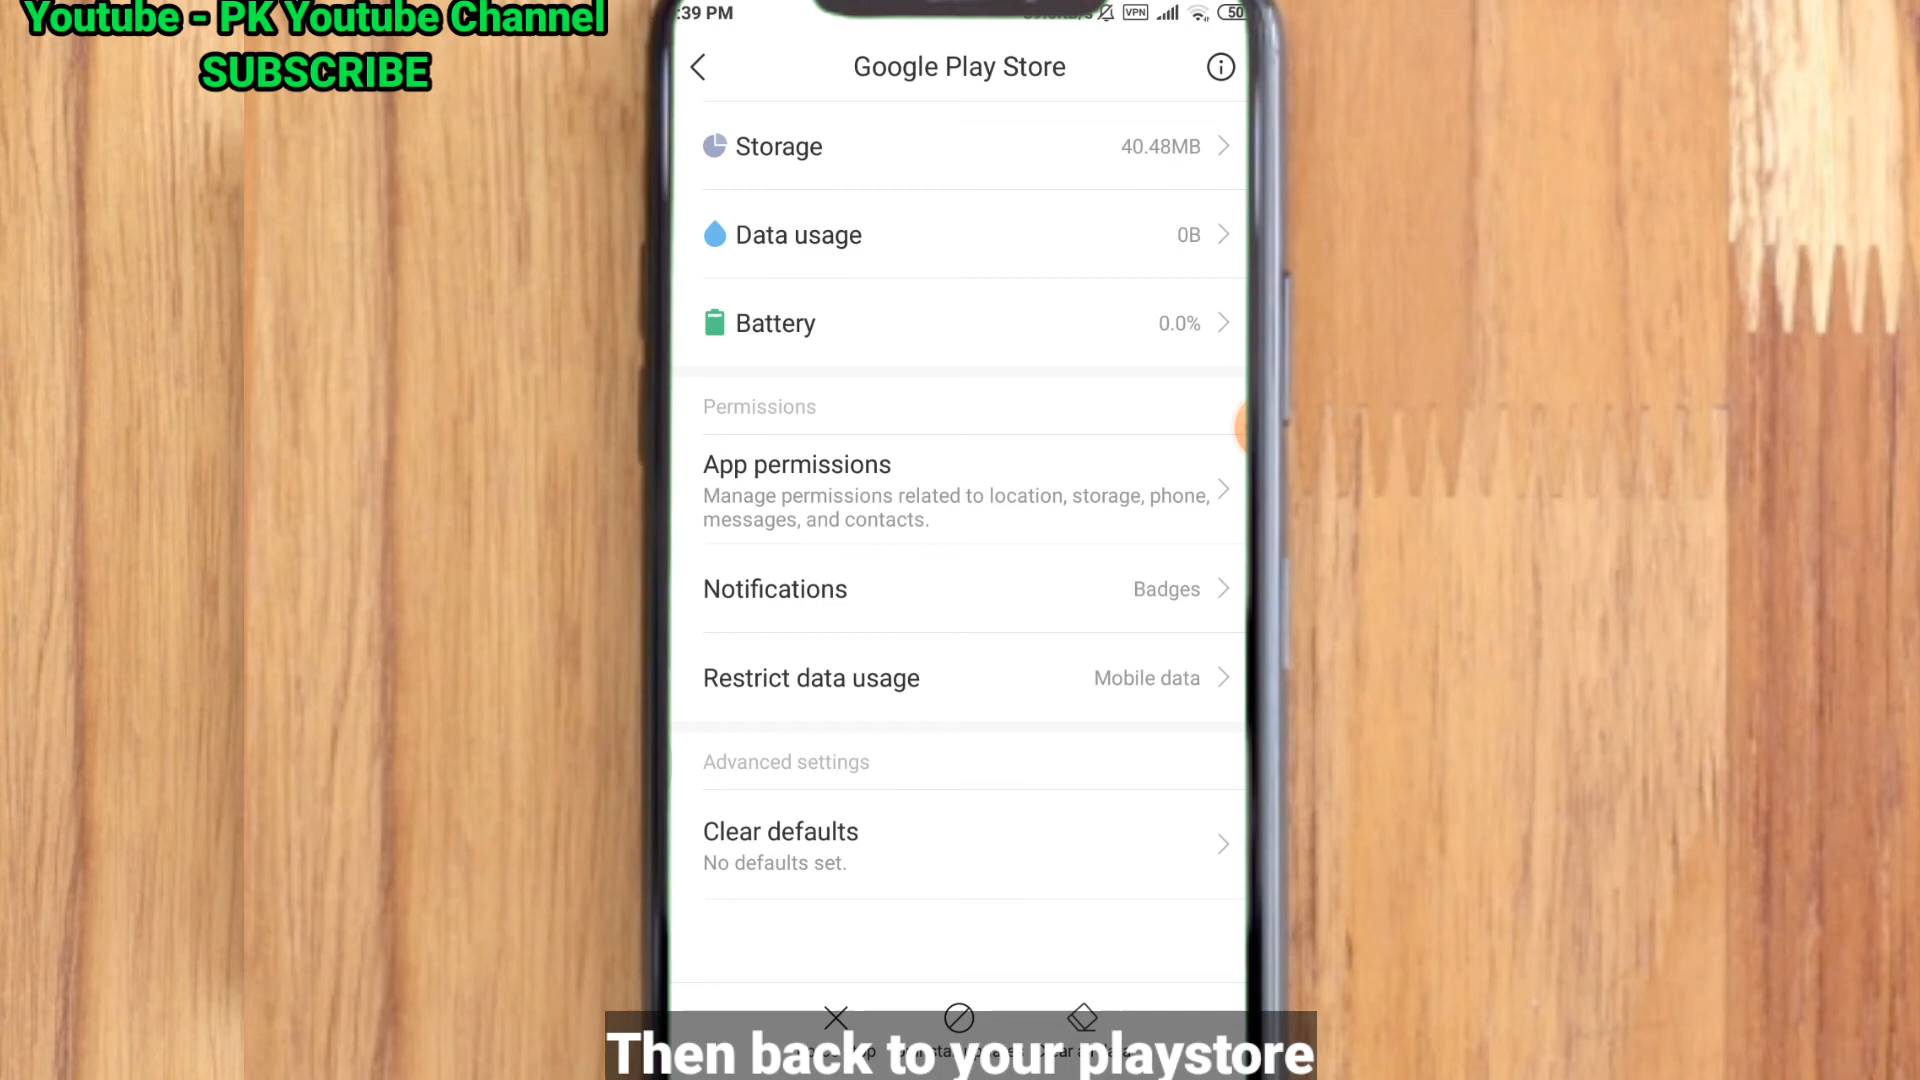 Youtube - PK Youtube Channel
SUBSCRIBE
:39 PM
VPN
50
Google Play Store
Storage
40.48MB
Data usage
0B
Battery
0.0%
Permissions
App permissions
Manage permissions related to location, storage, phone,
messages, and contacts.
Notifications
Badges
Restrict data usage
Mobile data
Advanced settings
Clear defaults
No defaults set.
Then back to your playstore